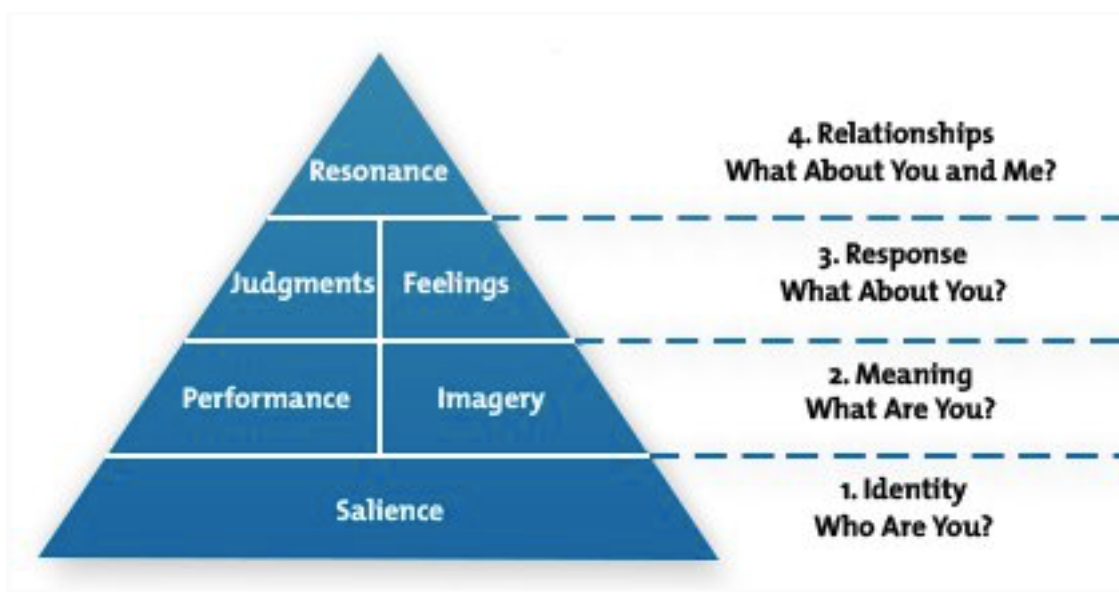 Resonance
4. Relationships
What About You and Me?
Judgments
Feelings
3. Response
What About You?
Performance
Imagery
2. Meaning
What Are You?
Salience
1. Identity
Who Are You?